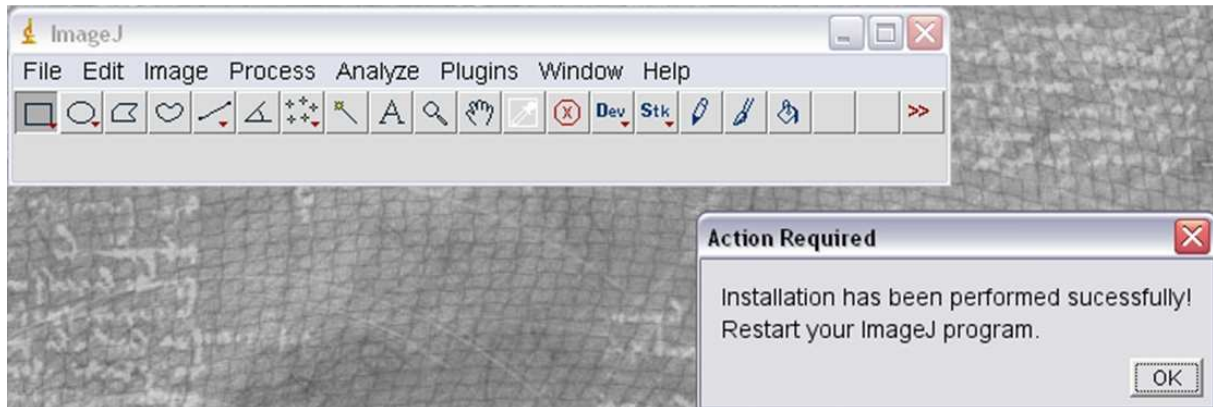 ImageJ
File Edit Image Process Analyze Plugins Window Help
A Dev Stk >>
Action Required
Installation has been performed sucessfully!
Restart your ImageJ program.
OK